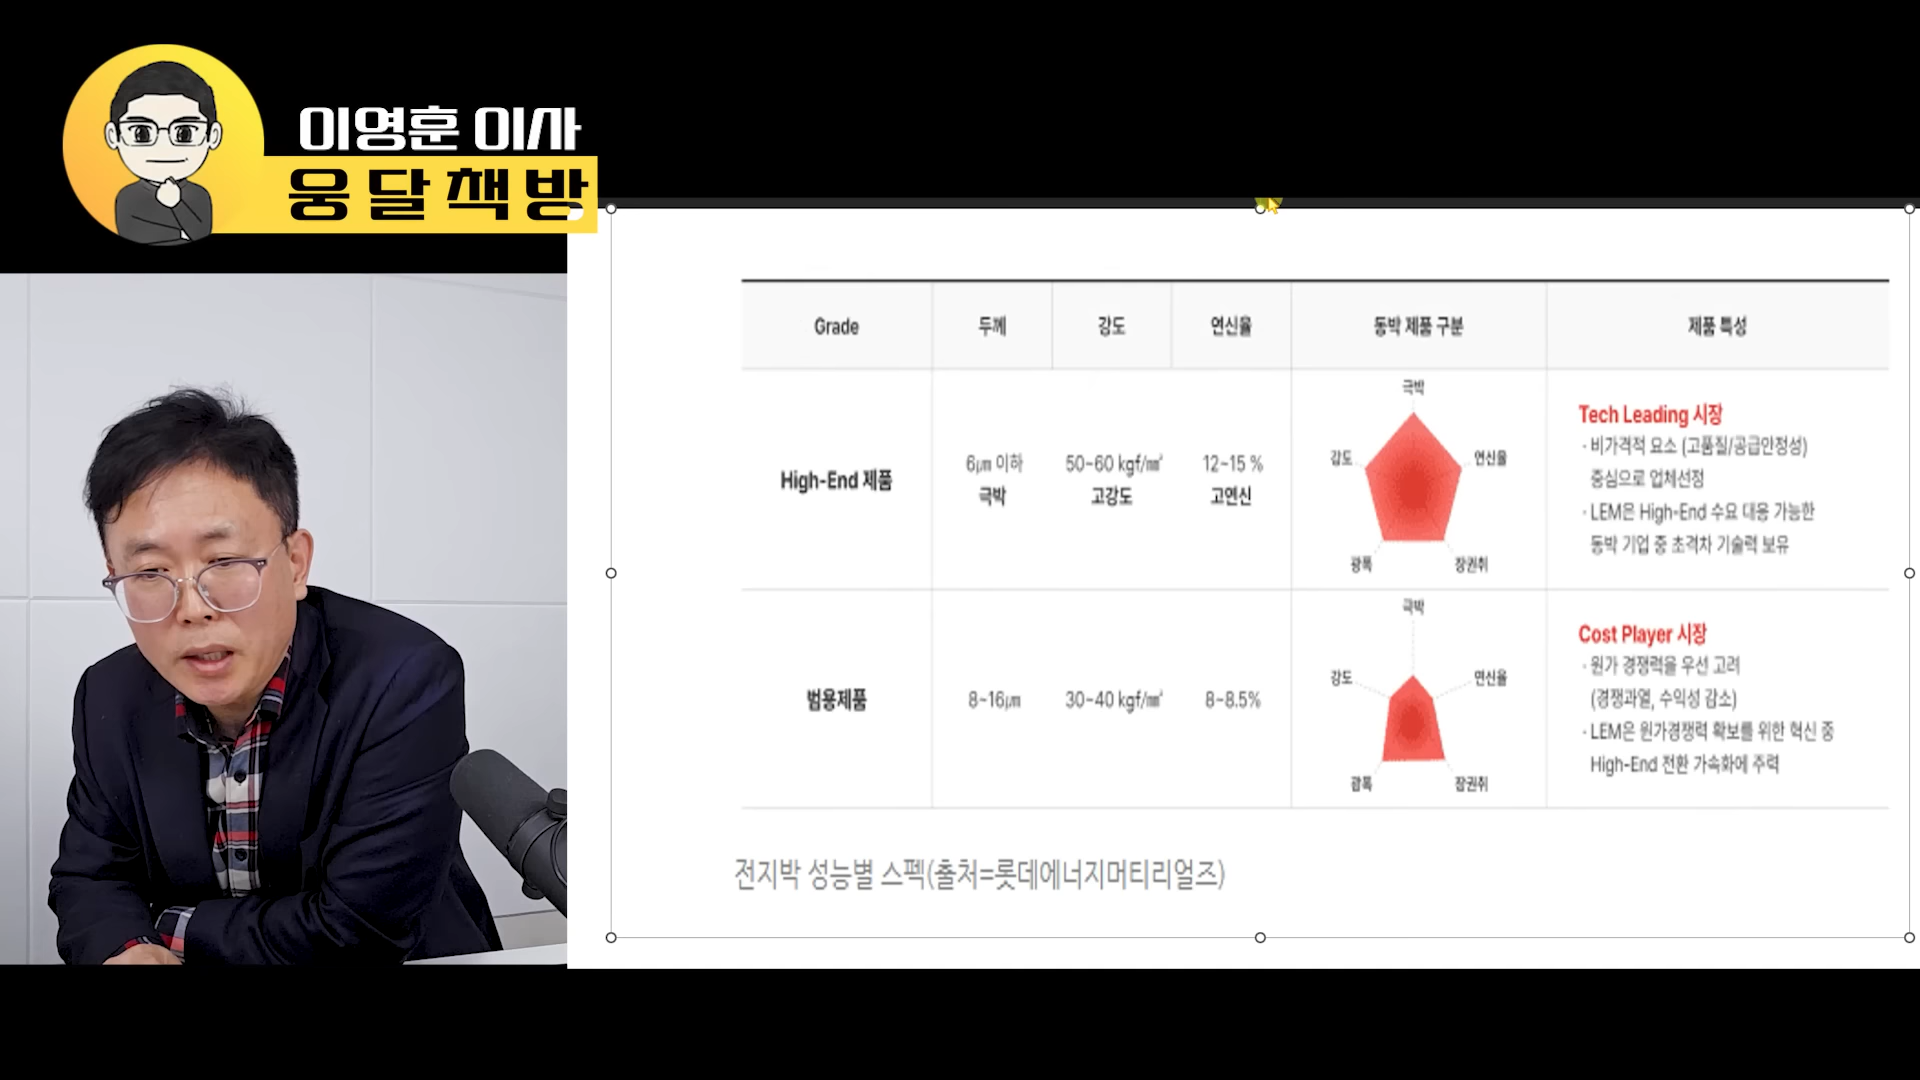 이영훈 이사
웅달책방
Grade 두께 강도 연신율 동박 제품 구분 제품 특성
High-End 제품
6㎛ 이하
극박
50~60 kgf/㎟
고강도
12~15 %
고연신
극박
강도
연신율
광폭
장권취
Tech Leading 시장
· 비가격적 요소 (고품질/공급안정성)
중심으로 업체선정
· LEM은 High-End 수요 대응 가능한
동박 기업 중 초격차 기술력 보유
범용제품
8~16㎛
30~40 kgf/㎟
8~8.5%
극박
강도
연신율
광폭
장권취
Cost Player 시장
· 원가 경쟁력을 우선 고려
(경쟁과열, 수익성 감소)
· LEM은 원가경쟁력 확보를 위한 혁신 중
High-End 전환 가속화에 주력
전지박 성능별 스펙(출처=롯데에너지머티리얼즈)